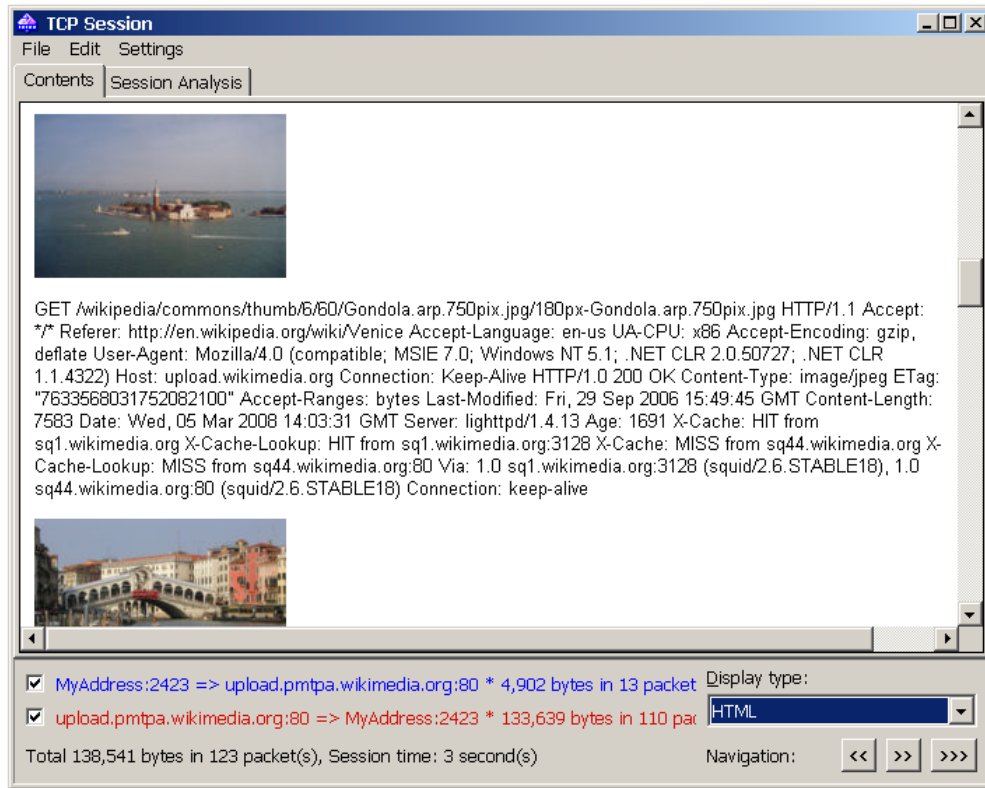 TCP Session
File Edit Settings
Contents Session Analysis
GET /wikipedia/commons/thumb/6/60/Gondola.arp.750pix.jpg/180px-Gondola.arp.750pix.jpg HTTP/1.1 Accept:
*/* Referer: http://en.wikipedia.org/wiki/Venice Accept-Language: en-us UA-CPU: x86 Accept-Encoding: gzip,
deflate User-Agent: Mozilla/4.0 (compatible; MSIE 7.0; Windows NT 5.1; .NET CLR 2.0.50727; .NET CLR
1.1.4322) Host: upload.wikimedia.org Connection: Keep-Alive HTTP/1.0 200 OK Content-Type: image/jpeg ETag:
"7633568031752082100" Accept-Ranges: bytes Last-Modified: Fri, 29 Sep 2006 15:49:45 GMT Content-Length:
7583 Date: Wed, 05 Mar 2008 14:03:31 GMT Server: lighttpd/1.4.13 Age: 1691 X-Cache: HIT from
sq1.wikimedia.org X-Cache-Lookup: HIT from sq1.wikimedia.org:3128 X-Cache: MISS from sq44.wikimedia.org X-
Cache-Lookup: MISS from sq44.wikimedia.org:80 Via: 1.0 sq1.wikimedia.org:3128 (squid/2.6.STABLE18), 1.0
sq44.wikimedia.org:80 (squid/2.6.STABLE18) Connection: keep-alive
MyAddress:2423 => upload.pmtpa.wikimedia.org:80 * 4,902 bytes in 13 packet
Display type:
upload.pmtpa.wikimedia.org:80 => MyAddress:2423 * 133,639 bytes in 110 pac
HTML
Total 138,541 bytes in 123 packet(s), Session time: 3 second(s)
Navigation: << >> >>>